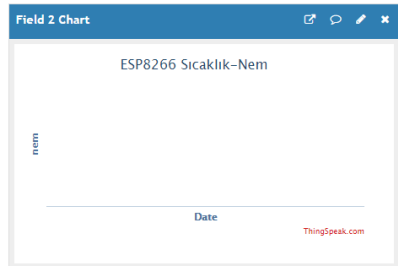 Field 2 Chart
ESP8266 Sıcaklık-Nem
nem
Date
ThingSpeak.com